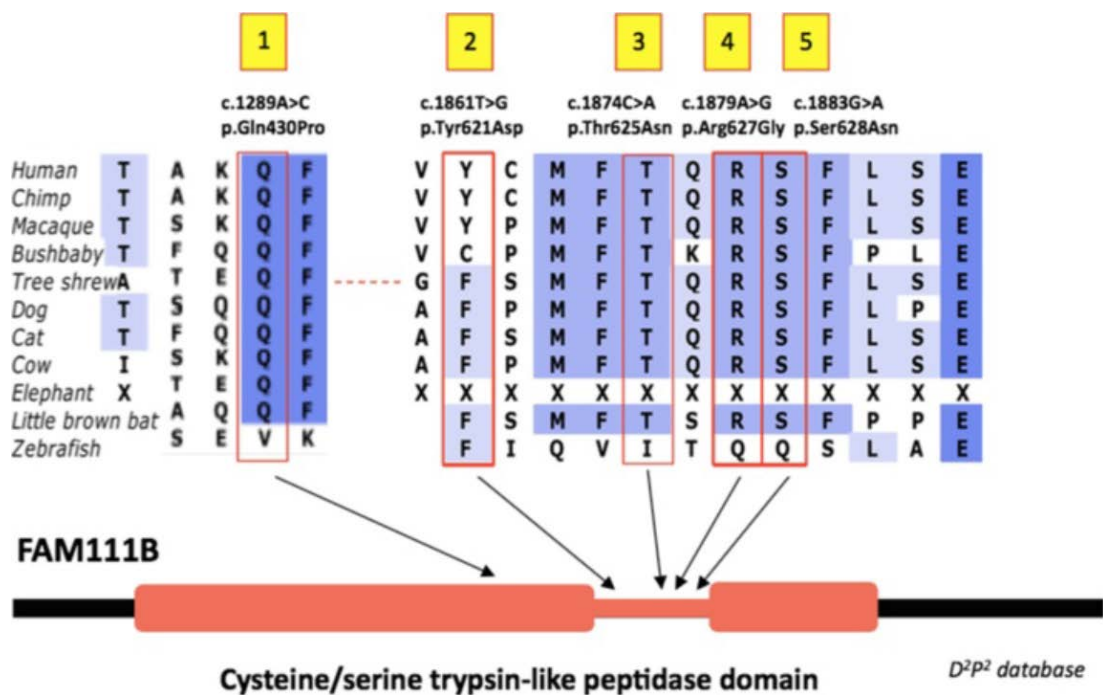 1 2 3 4 5
c.1289A>C c.1861T>G c.1874C>A c.1879A>G c.1883G>A
p.Gln430Pro p.Tyr621Asp p.Thr625Asn p.Arg627Gly p.Ser628Asn
Human T A K Q F V Y C M F T Q R S F L S E
Chimp T A K Q F V Y C M F T Q R S F L S E
Macaque T S K Q F V Y P M F T Q R S F L S E
Bushbaby T F Q Q F V C P M F T K R S F P L E
Tree shrew A T E Q F G F S M F T Q R S F L S E
Dog T S Q Q F A F P M F T Q R S F L P E
Cat T F Q Q F A F S M F T Q R S F L S E
Cow I S K Q F A F P M F T Q R S F L S E
Elephant X T E Q F X X X X X X X X X X X X X
Little brown bat A Q Q F F S M F T S R S F P P E
Zebrafish S E V K F I Q V I T Q Q S L A E
FAM111B
Cysteine/serine trypsin-like peptidase domain
D²P² database